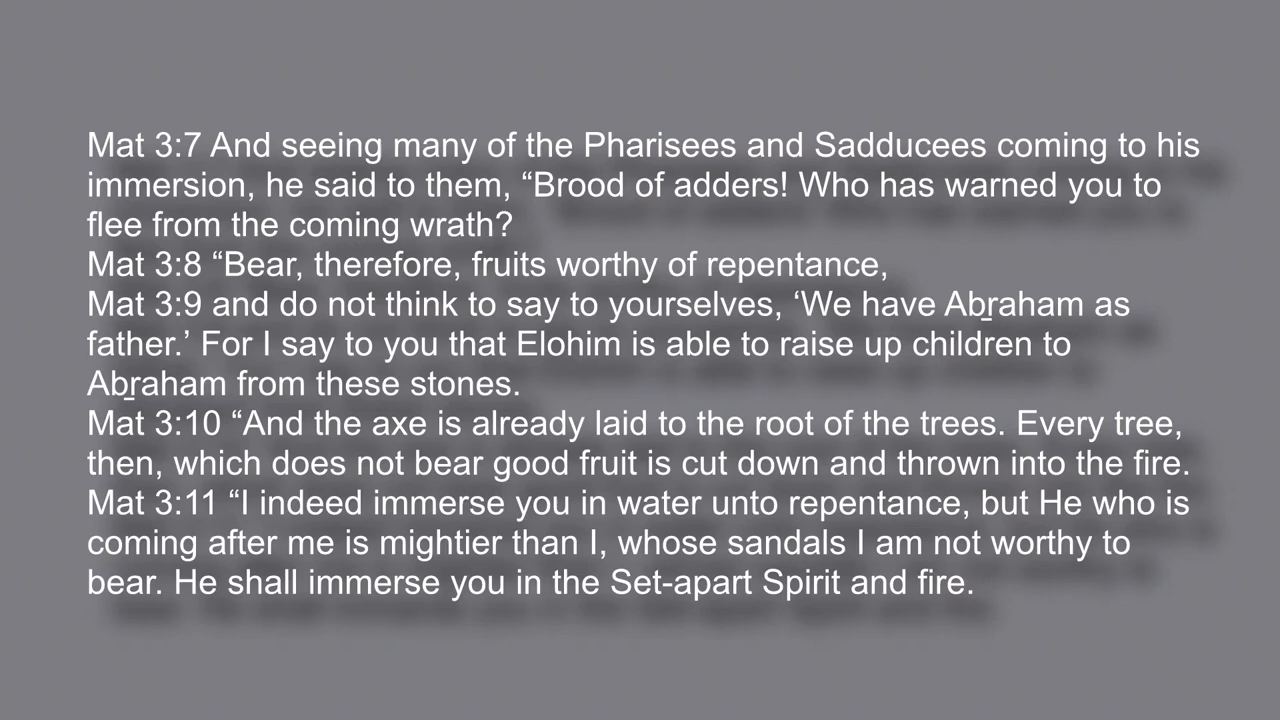 Mat 3:7 And seeing many of the Pharisees and Sadducees coming to his
immersion, he said to them, “Brood of adders! Who has warned you to
flee from the coming wrath?
Mat 3:8 “Bear, therefore, fruits worthy of repentance,
Mat 3:9 and do not think to say to yourselves, ‘We have Aḇraham as
father.’ For I say to you that Elohim is able to raise up children to
Aḇraham from these stones.
Mat 3:10 “And the axe is already laid to the root of the trees. Every tree,
then, which does not bear good fruit is cut down and thrown into the fire.
Mat 3:11 “I indeed immerse you in water unto repentance, but He who is
coming after me is mightier than I, whose sandals I am not worthy to
bear. He shall immerse you in the Set-apart Spirit and fire.